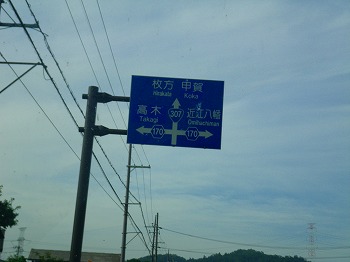 枚方 甲賀
Hirakata Koka
307
高木 近江八幡
Takagi Omihachiman
170 170